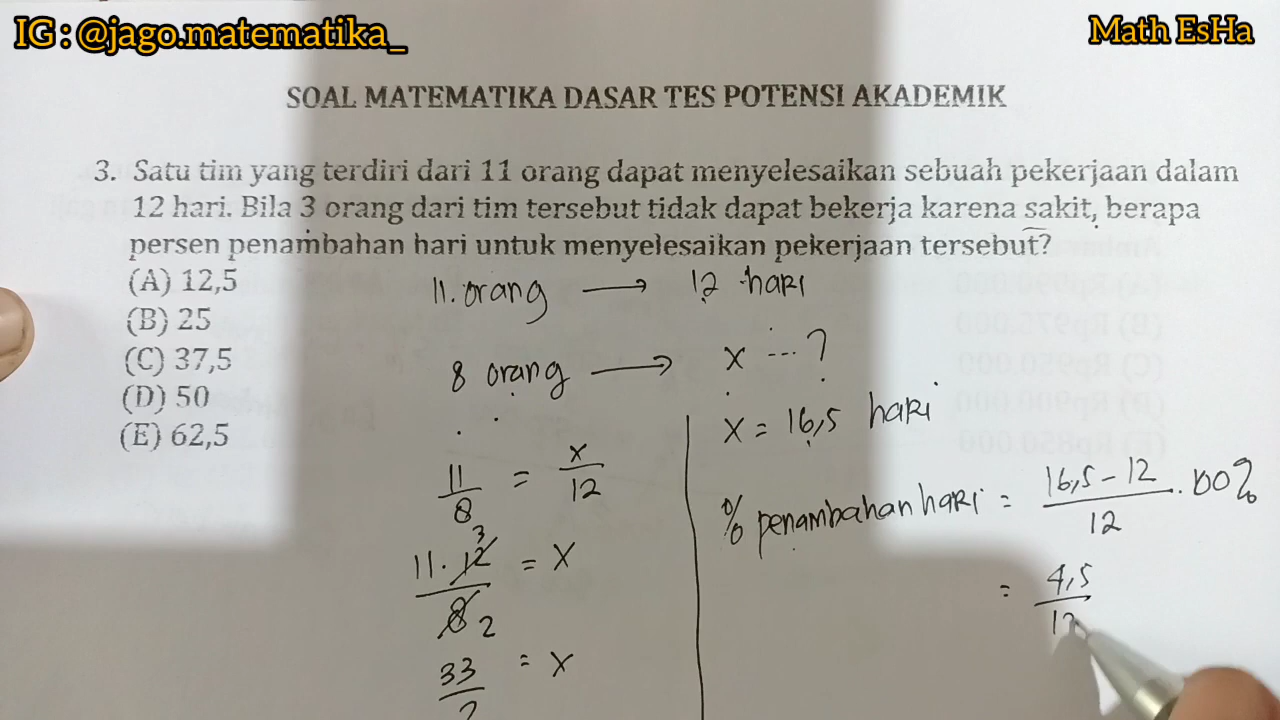 IG : @jago.matematika_
Math EsHa
SOAL MATEMATIKA DASAR TES POTENSI AKADEMIK
3. Satu tim yang terdiri dari 11 orang dapat menyelesaikan sebuah pekerjaan dalam
12 hari. Bila 3 orang dari tim tersebut tidak dapat bekerja karena sakit, berapa
persen penambahan hari untuk menyelesaikan pekerjaan tersebut?
(A) 12,5
(B) 25
(C) 37,5
(D) 50
(E) 62,5
11 orang → 12 hari
8 orang → x ...?
11/8 = x/12
11 . 12 3 / 8 2 = x
33/2 = x
x = 16,5 hari
% penambahan hari = 16,5 - 12 / 12 . 100%
= 4,5 / 12